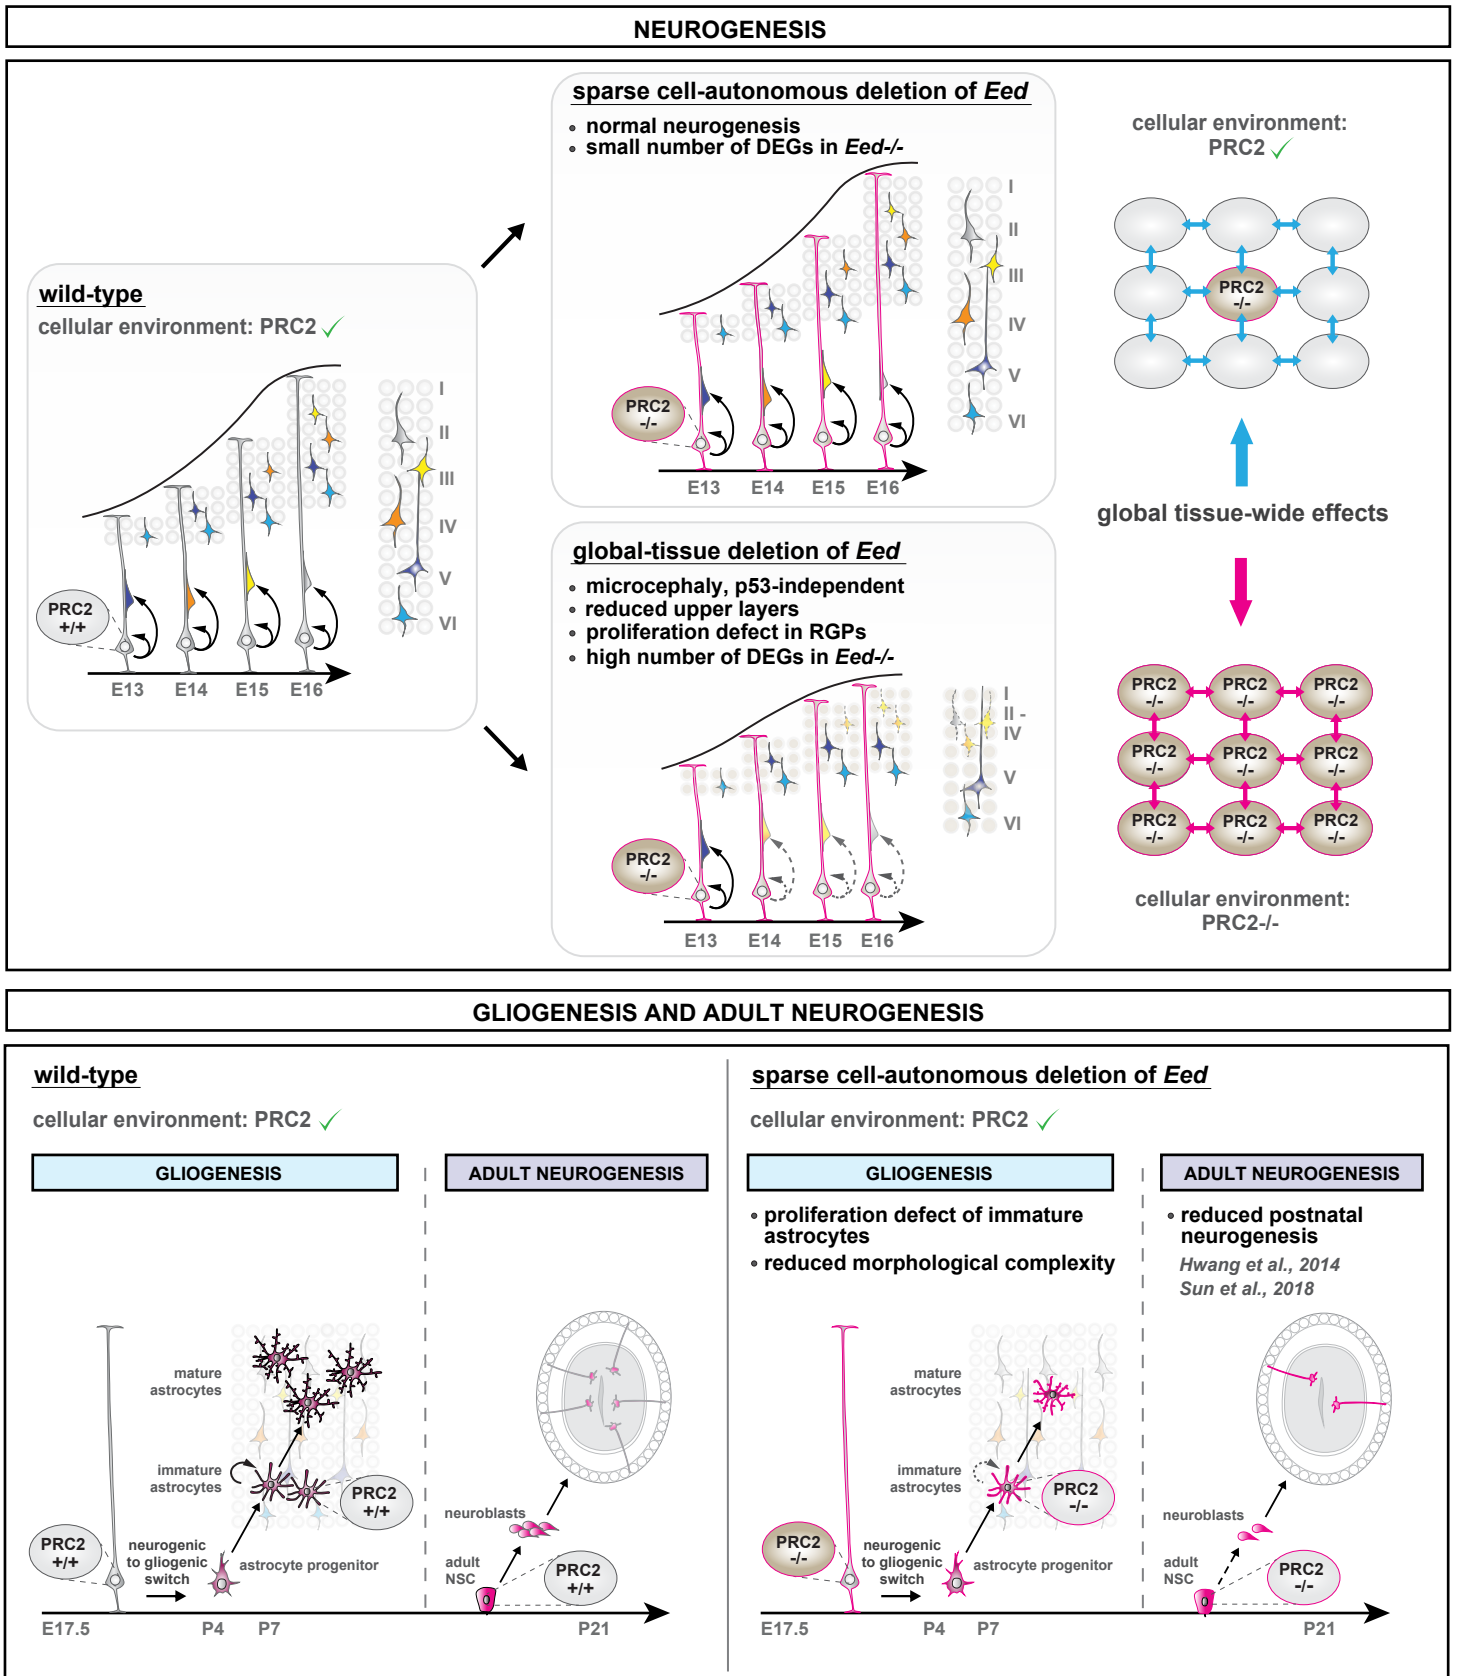 NEUROGENESIS
wild-type
cellular environment: PRC2 ✓
I
II
III
IV
V
VI
PRC2
+/+
E13 E14 E15 E16
sparse cell-autonomous deletion of Eed
• normal neurogenesis
• small number of DEGs in Eed-/-
I
II
III
IV
V
VI
PRC2
-/-
E13 E14 E15 E16
global-tissue deletion of Eed
• microcephaly, p53-independent
• reduced upper layers
• proliferation defect in RGPs
• high number of DEGs in Eed-/-
I
II -
IV
V
VI
PRC2
-/-
E13 E14 E15 E16
cellular environment:
PRC2 ✓
PRC2
-/-
global tissue-wide effects
PRC2 PRC2 PRC2
-/- -/- -/-
PRC2 PRC2 PRC2
-/- -/- -/-
PRC2 PRC2 PRC2
-/- -/- -/-
cellular environment:
PRC2-/-
GLIOGENESIS AND ADULT NEUROGENESIS
wild-type
cellular environment: PRC2 ✓
GLIOGENESIS
mature
astrocytes
immature
astrocytes
PRC2
+/+
PRC2
+/+
neurogenic
to gliogenic
switch
astrocyte progenitor
E17.5 P4 P7
ADULT NEUROGENESIS
neuroblasts
adult
NSC
PRC2
+/+
P21
sparse cell-autonomous deletion of Eed
cellular environment: PRC2 ✓
GLIOGENESIS
• proliferation defect of immature
astrocytes
• reduced morphological complexity
mature
astrocytes
immature
astrocytes
PRC2
-/-
PRC2
-/-
neurogenic
to gliogenic
switch
astrocyte progenitor
E17.5 P4 P7
ADULT NEUROGENESIS
• reduced postnatal
neurogenesis
Hwang et al., 2014
Sun et al., 2018
neuroblasts
adult
NSC
PRC2
-/-
P21